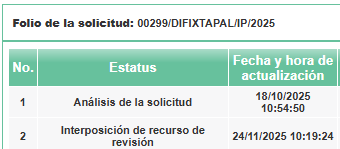 Folio de la solicitud: 00299/DIFIXTAPAL/IP/2025
No. Estatus Fecha y hora de
actualización
1 Análisis de la solicitud 18/10/2025
10:54:50
2 Interposición de recurso de
revisión 24/11/2025 10:19:24